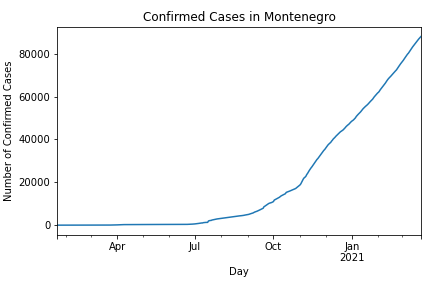 Confirmed Cases in Montenegro
Number of Confirmed Cases
80000
60000
40000
20000
0
Apr
Jul
Oct
Jan
2021
Day